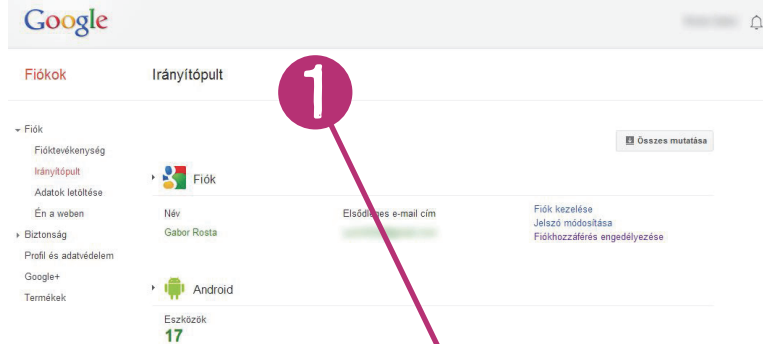 Google
Fiókok
Irányítópult
1
Fiók
Fióktevékenység
Irányítópult
Adatok letöltése
Én a weben
Biztonság
Profil és adatvédelem
Google+
Termékek
Összes mutatása
Fiók
Név
Elsődleges e-mail cím
Gabor Rosta
Fiók kezelése
Jelszó módosítása
Fiókhozzáférés engedélyezése
Android
Eszközök
17